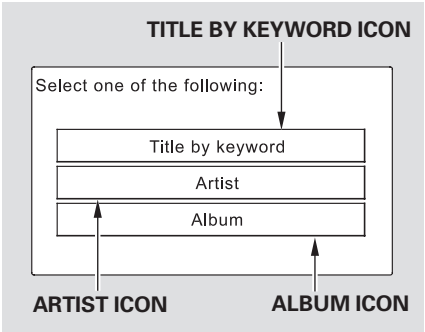 TITLE BY KEYWORD ICON
Select one of the following:
Title by keyword
Artist
Album
ARTIST ICON
ALBUM ICON